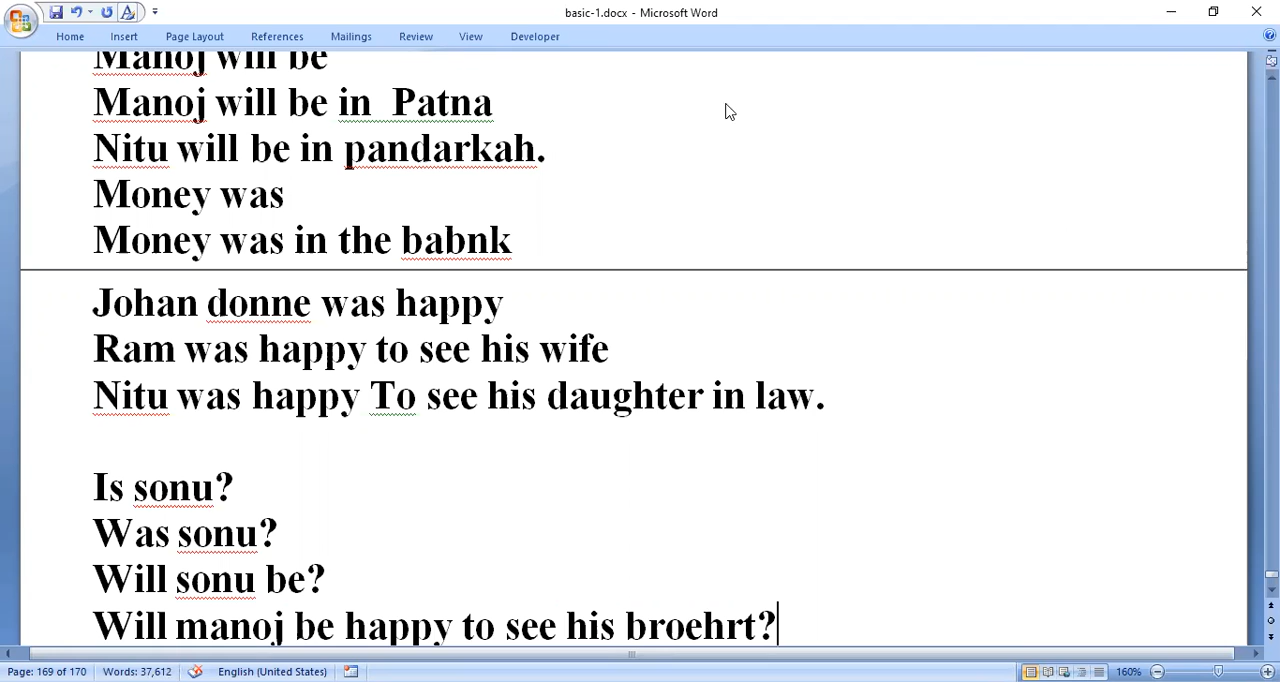 basic-1.docx - Microsoft Word
Home Insert Page Layout References Mailings Review View Developer
Manoj will be
Manoj will be in  Patna
Nitu will be in pandarkah.
Money was
Money was in the babnk
Johan donne was happy
Ram was happy to see his wife
Nitu was happy To see his daughter in law.
Is sonu?
Was sonu?
Will sonu be?
Will manoj be happy to see his broehrt?
Page: 169 of 170 Words: 37,612 English (United States) 160%